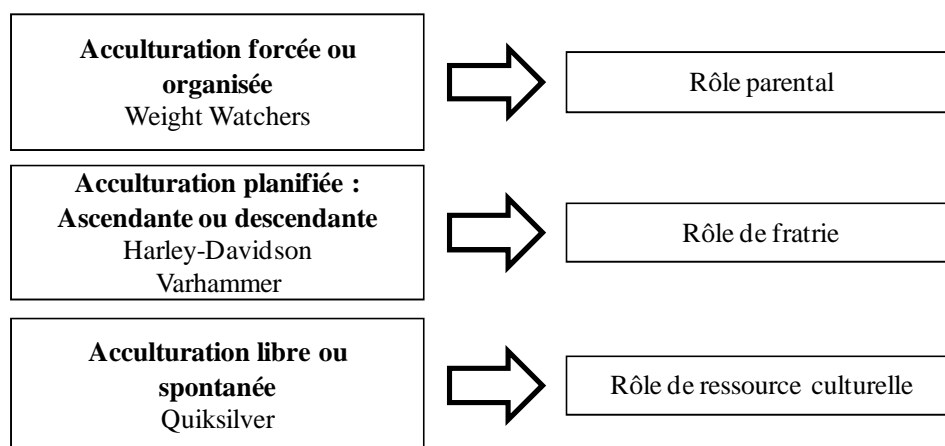 Acculturation forcée ou
organisée
Weight Watchers
Rôle parental
Acculturation planifiée :
Ascendante ou descendante
Harley-Davidson
Varhammer
Rôle de fratrie
Acculturation libre ou
spontanée
Quiksilver
Rôle de ressource culturelle